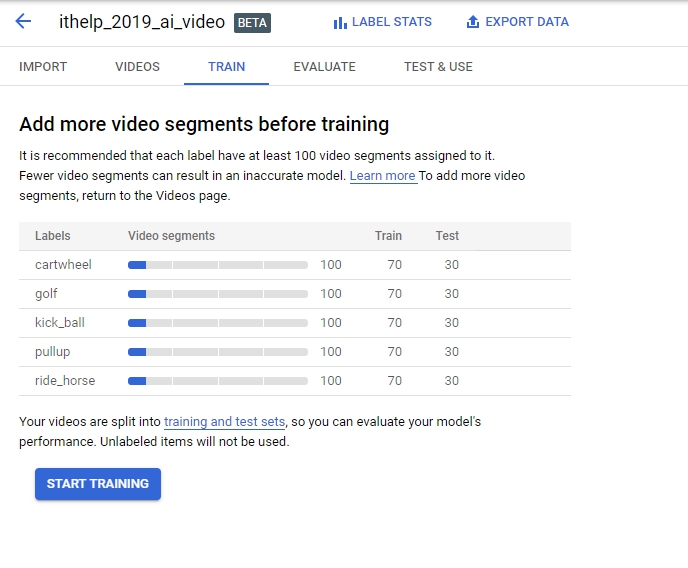 ithelp_2019_ai_video BETA LABEL STATS EXPORT DATA
IMPORT VIDEOS TRAIN EVALUATE TEST & USE
Add more video segments before training
It is recommended that each label have at least 100 video segments assigned to it.
Fewer video segments can result in an inaccurate model. Learn more To add more video
segments, return to the Videos page.
Labels Video segments Train Test
cartwheel 100 70 30
golf 100 70 30
kick_ball 100 70 30
pullup 100 70 30
ride_horse 100 70 30
Your videos are split into training and test sets, so you can evaluate your model's
performance. Unlabeled items will not be used.
START TRAINING